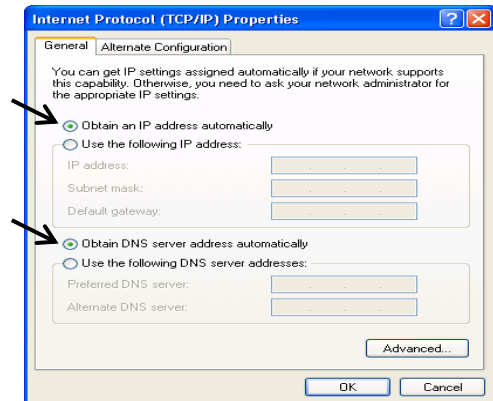 Internet Protocol (TCP/IP) Properties
General
Alternate Configuration
You can get IP settings assigned automatically if your network supports
this capability. Otherwise, you need to ask your network administrator for
the appropriate IP settings.
Obtain an IP address automatically
Use the following IP address:
IP address:
Subnet mask:
Default gateway:
Obtain DNS server address automatically
Use the following DNS server addresses:
Preferred DNS server:
Alternate DNS server:
Advanced...
OK
Cancel